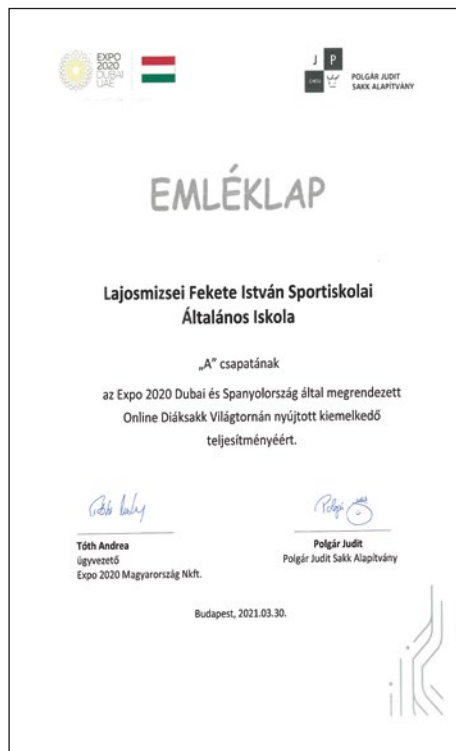 EXPO
2020
DUBAI
UAE
J P
POLGÁR JUDIT
SAKK ALAPÍTVÁNY
EMLÉKLAP
Lajosmizsei Fekete István Sportiskolai
Általános Iskola
„A” csapatának
az Expo 2020 Dubai és Spanyolország által megrendezett
Online Diáksakk Világtornán nyújtott kiemelkedő
teljesítményéért.
Tóth Andrea
ügyvezető
Expo 2020 Magyarország Nkft.
Polgár Judit
Polgár Judit Sakk Alapítvány
Budapest, 2021.03.30.